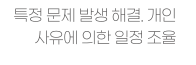 특정 문제 발생 해결, 개인
사유에 의한 일정 조율